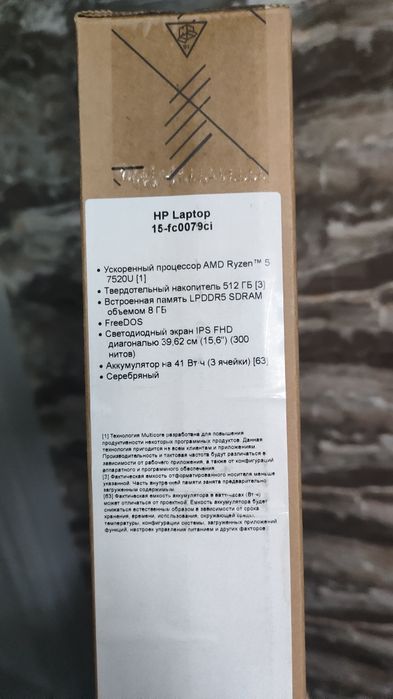 HP Laptop
15-fc0079ci
• Ускоренный процессор AMD Ryzen™ 5
7520U [1]
• Твердотельный накопитель 512 ГБ [3]
• Встроенная память LPDDR5 SDRAM
объемом 8 ГБ
• FreeDOS
• Светодиодный экран IPS FHD
диагональю 39,62 см (15,6") (300
нитов)
• Аккумулятор на 41 Вт·ч (3 ячейки) [63]
• Серебряный
[1] Технология Multicore разработана для повышения
продуктивности некоторых программных продуктов. Данная
технология пригодится не всем клиентам и приложениям.
Производительность и тактовая частота будут различаться в
зависимости от рабочего приложения, а также от конфигураций
аппаратного и программного обеспечения.
[3] Фактическая емкость отформатированного носителя меньше
указанной. Часть внутренней памяти занята предварительно
загруженным содержимым.
[63] Фактическая емкость аккумулятора в ватт-часах (Вт·ч)
может отличаться от проектной. Емкость аккумулятора будет
снижаться естественным образом в зависимости от срока
хранения, времени, использования, окружающей среды,
температуры, конфигурации системы, загруженных приложений,
функций, настроек управления питанием и других факторов.